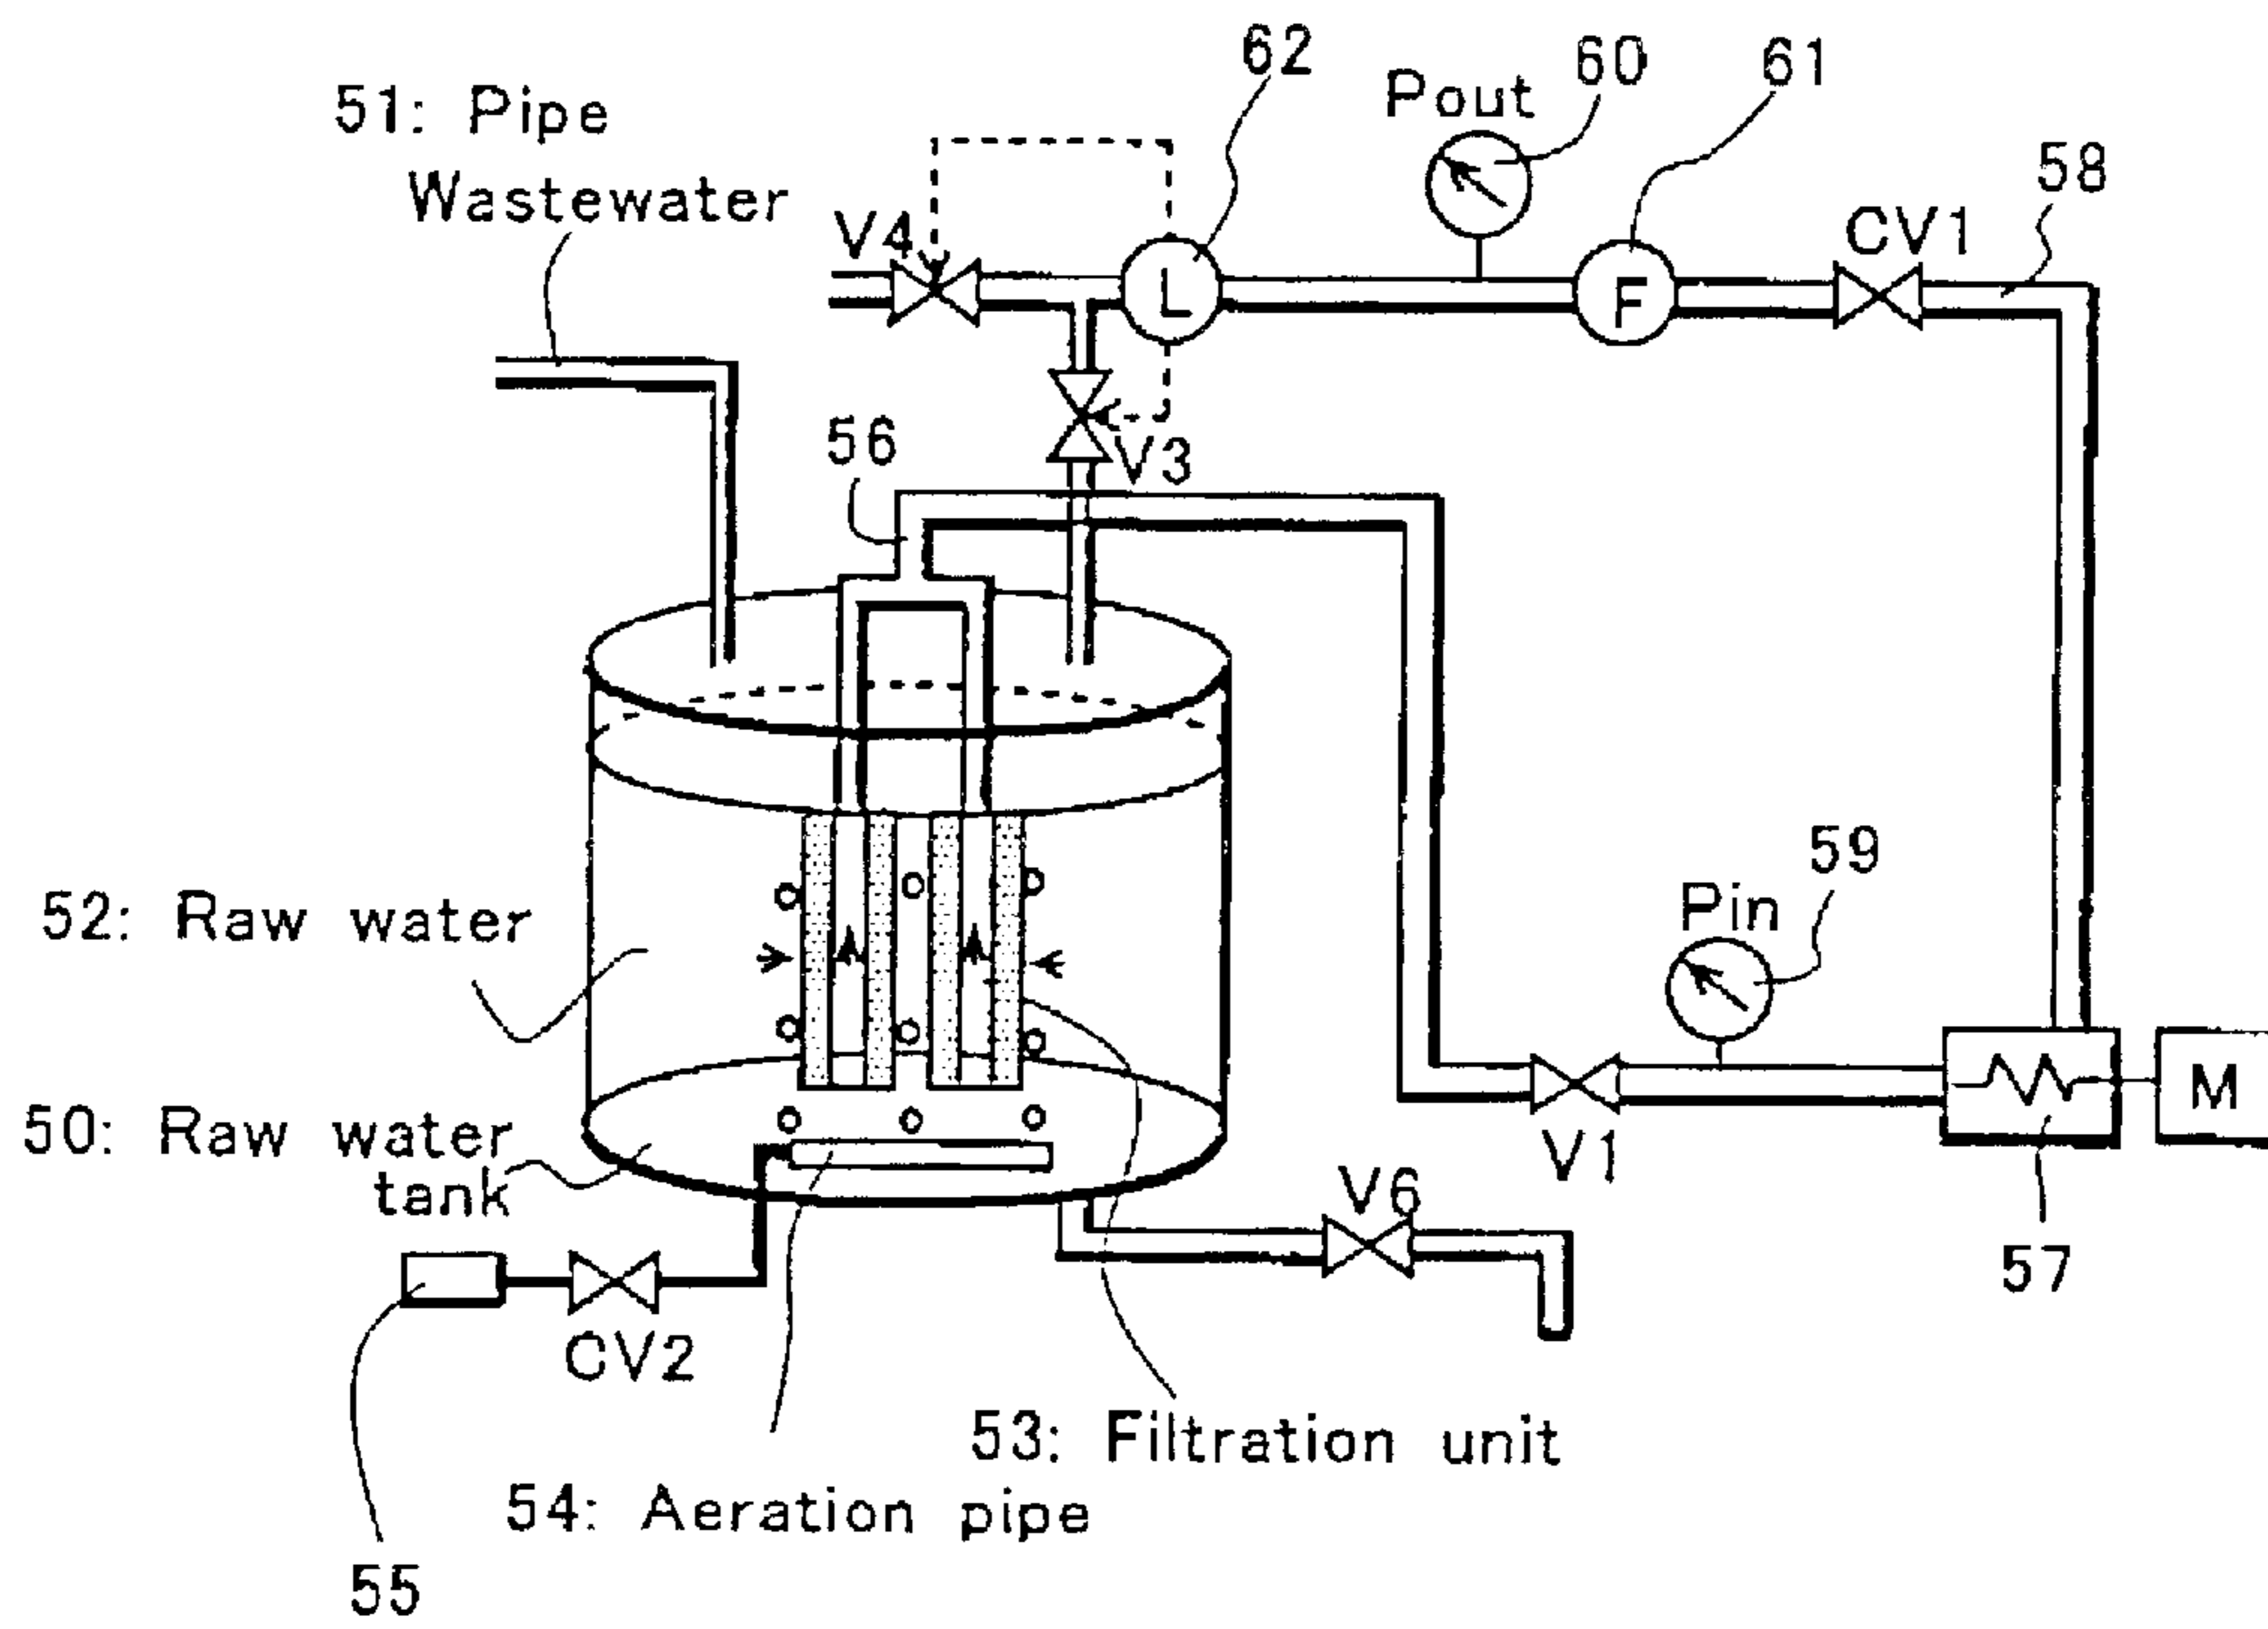 62
Pout
60
61
51: Pipe
Wastewater
58
V4
CV1
L
F
56
V3
59
Pin
52: Raw water
M
50: Raw water
tank
V1
V6
57
CV2
53: Filtration unit
54: Aeration pipe
55